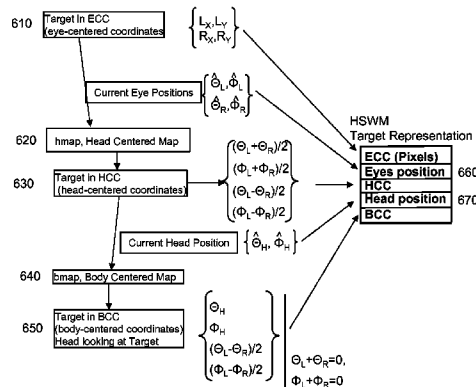 610
Target in ECC
(eye-centered coordinates)
{ L_X, L_Y
R_X, R_Y }
Current Eye Positions
{ Θ̂_L, Φ̂_L
Θ̂_R, Φ̂_R }
HSWM
Target Representation
ECC (Pixels)
Eyes position
660
HCC
Head position
670
BCC
620
hmap, Head Centered Map
630
Target in HCC
(head-centered coordinates)
(Θ_L+Θ_R)/2
(Φ_L+Φ_R)/2
(Θ_L-Θ_R)/2
(Φ_L-Φ_R)/2
Current Head Position
{ Θ̂_H, Φ̂_H }
640
bmap, Body Centered Map
650
Target in BCC
(body-centered coordinates)
Head looking at Target
Θ_H
Φ_H
(Θ_L-Θ_R)/2
(Φ_L-Φ_R)/2
Θ_L+Θ_R=0,
Φ_L+Φ_R=0